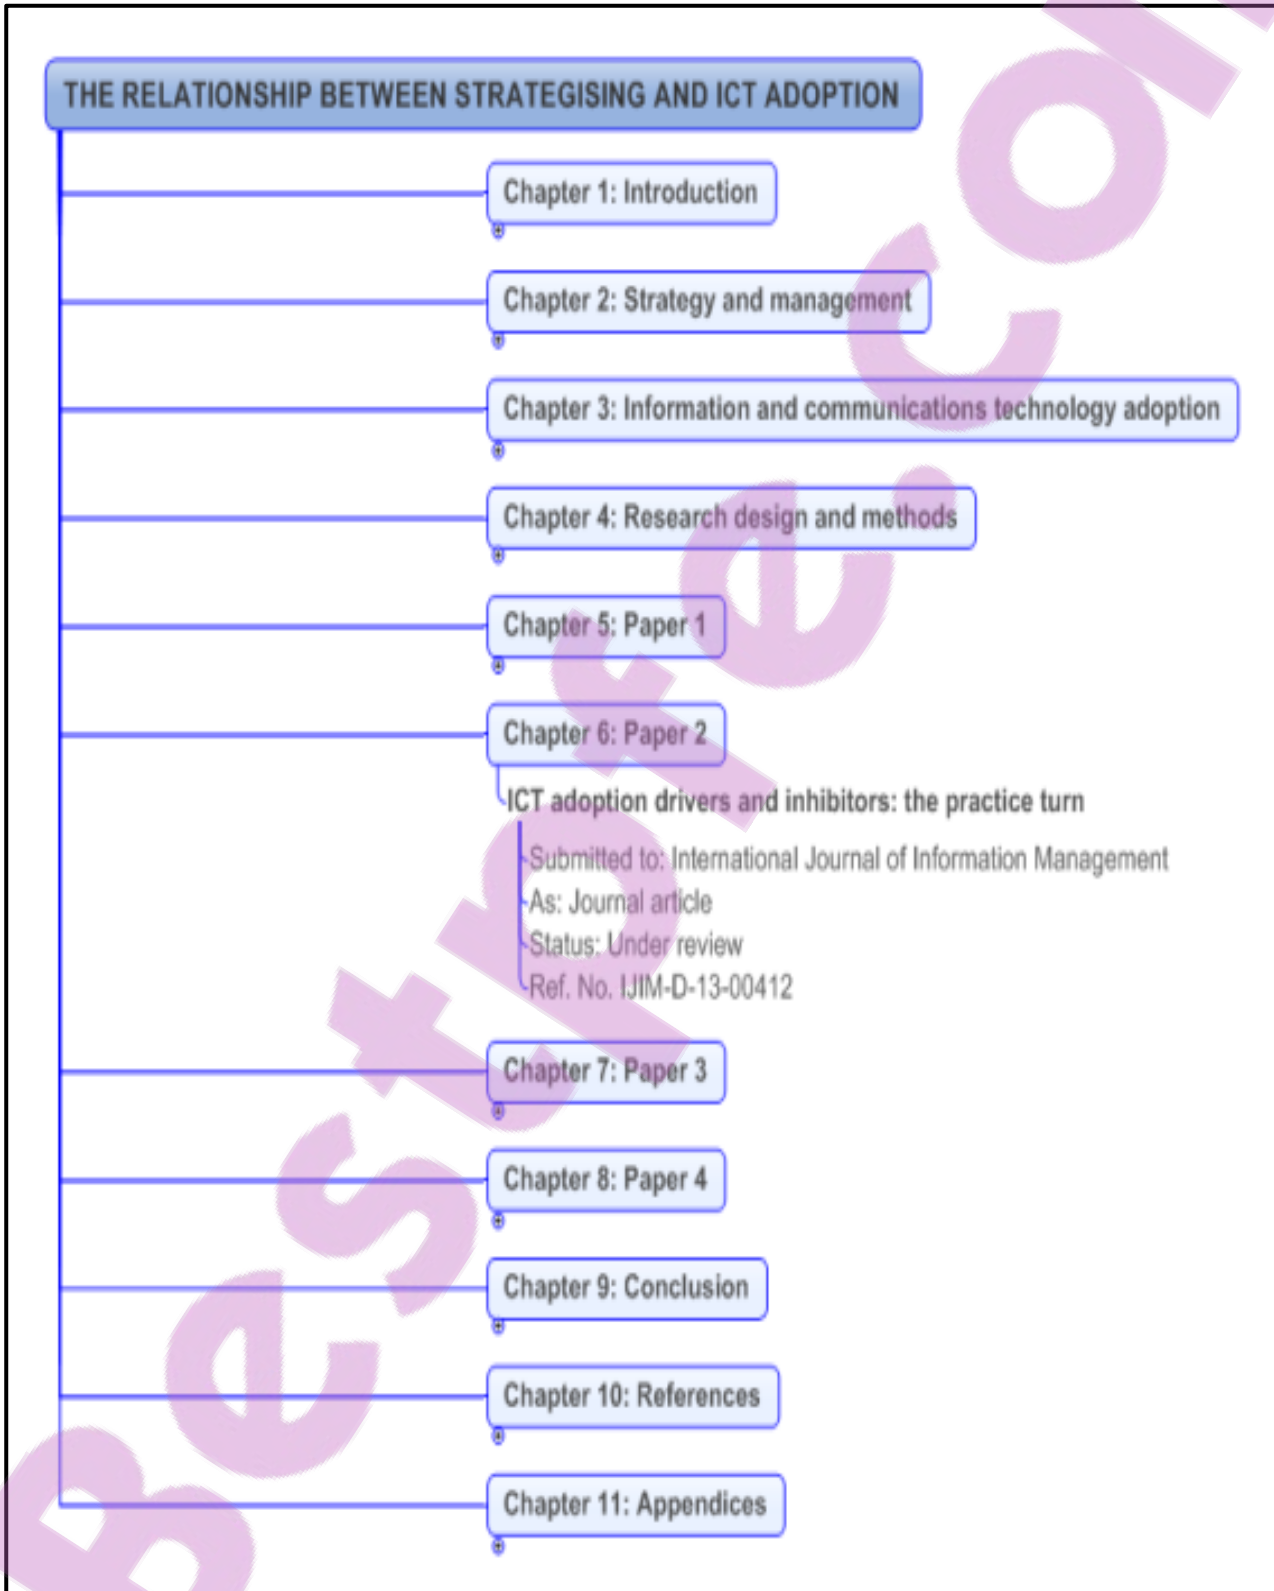 THE RELATIONSHIP BETWEEN STRATEGISING AND ICT ADOPTION
Chapter 1: Introduction
Chapter 2: Strategy and management
Chapter 3: Information and communications technology adoption
Chapter 4: Research design and methods
Chapter 5: Paper 1
Chapter 6: Paper 2
ICT adoption drivers and inhibitors: the practice turn
Submitted to: International Journal of Information Management
As: Journal article
Status: Under review
Ref. No. IJIM-D-13-00412
Chapter 7: Paper 3
Chapter 8: Paper 4
Chapter 9: Conclusion
Chapter 10: References
Chapter 11: Appendices
Bestpfe.com